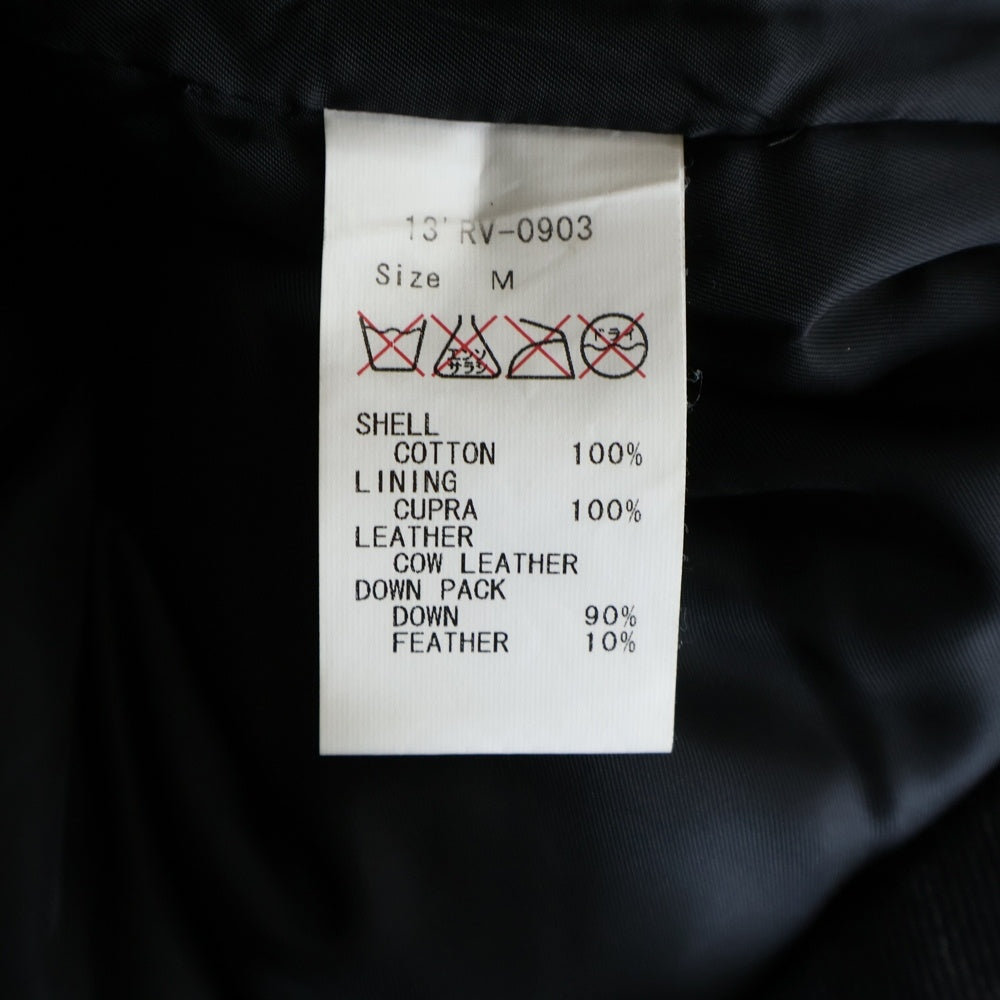 13' RV-0903
Size M
エンソ
サラシ
ドライ
SHELL
COTTON 100%
LINING
CUPRA 100%
LEATHER
COW LEATHER
DOWN PACK
DOWN 90%
FEATHER 10%